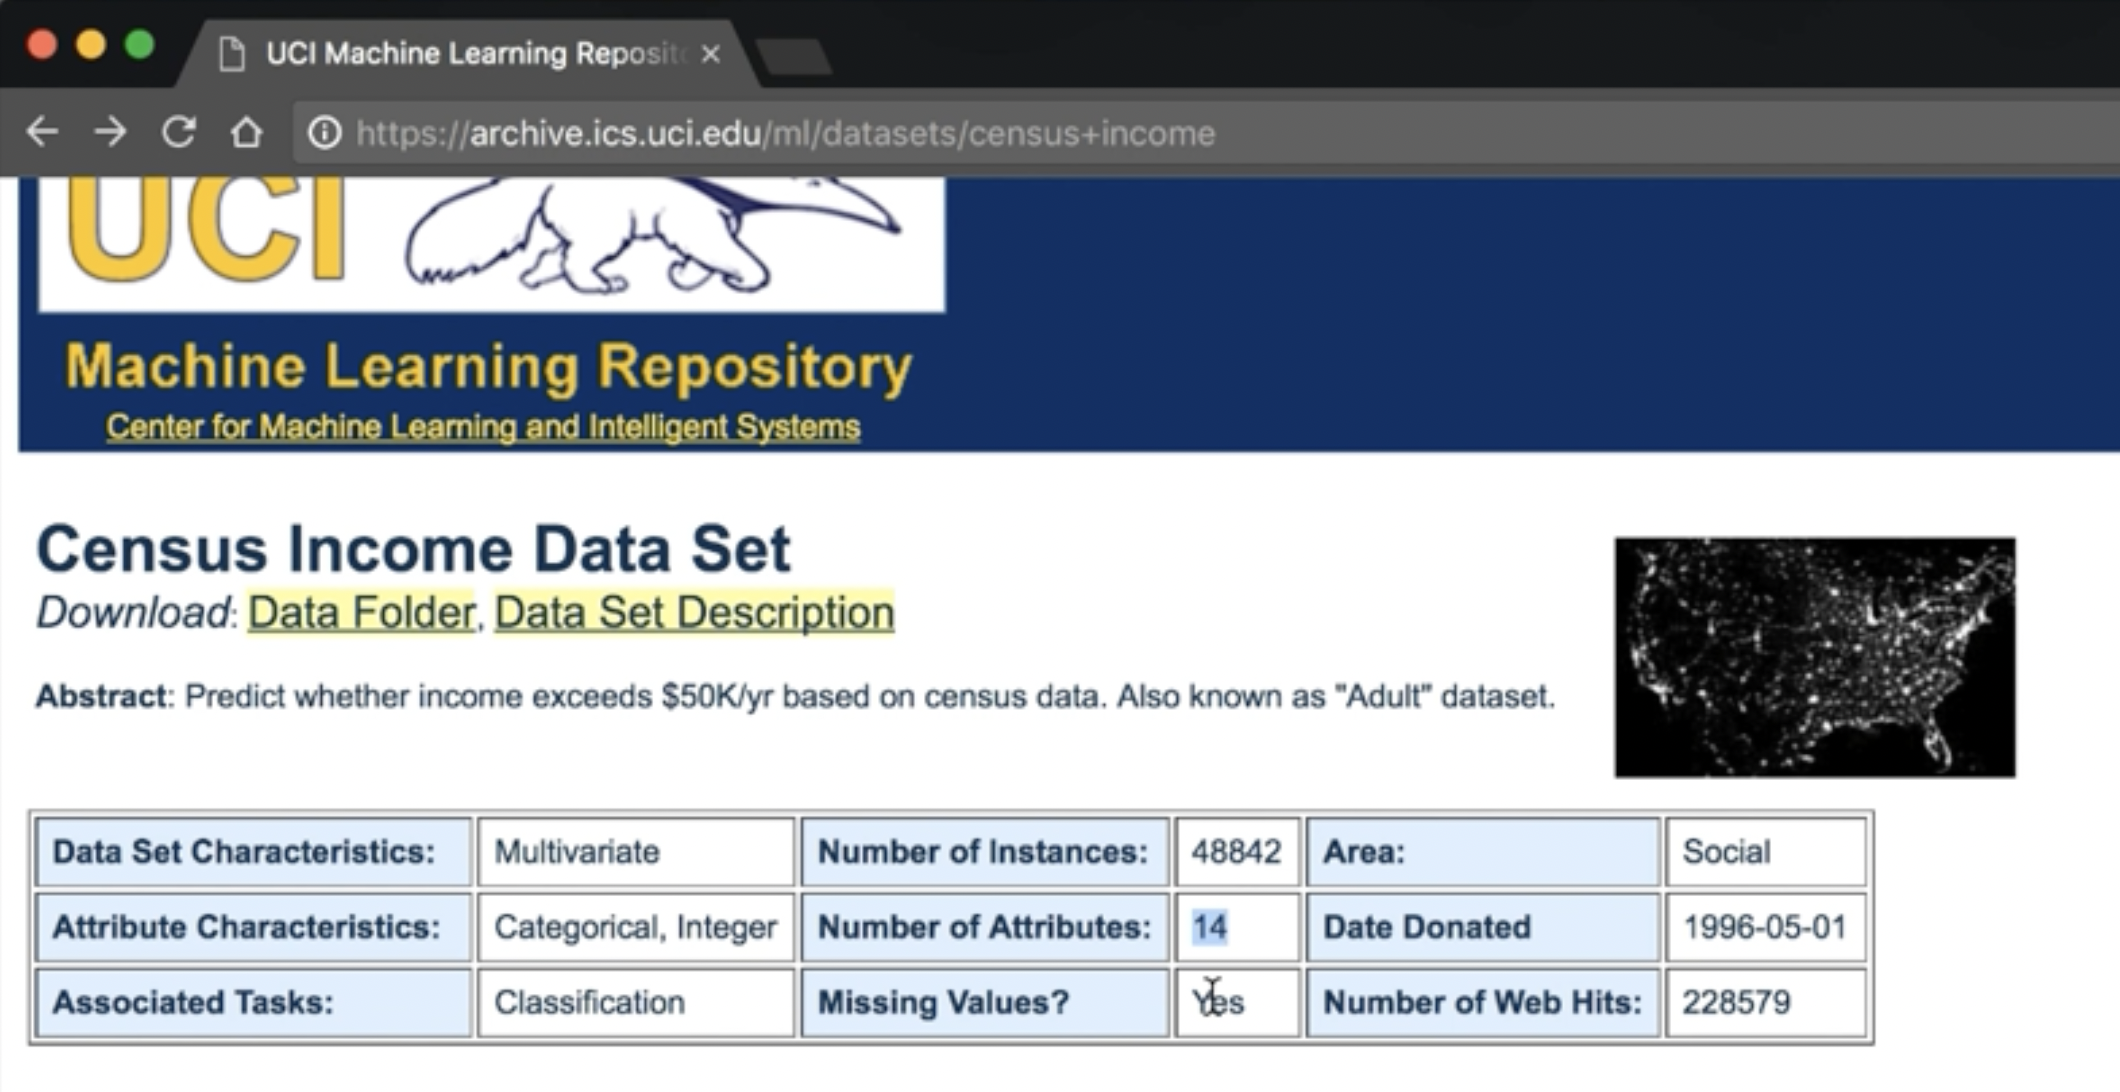 UCI Machine Learning Reposit
https://archive.ics.uci.edu/ml/datasets/census+income
UCI
Machine Learning Repository
Center for Machine Learning and Intelligent Systems
Census Income Data Set
Download: Data Folder, Data Set Description
Abstract: Predict whether income exceeds $50K/yr based on census data. Also known as "Adult" dataset.
Data Set Characteristics: Multivariate Number of Instances: 48842 Area: Social
Attribute Characteristics: Categorical, Integer Number of Attributes: 14 Date Donated 1996-05-01
Associated Tasks: Classification Missing Values? Yes Number of Web Hits: 228579